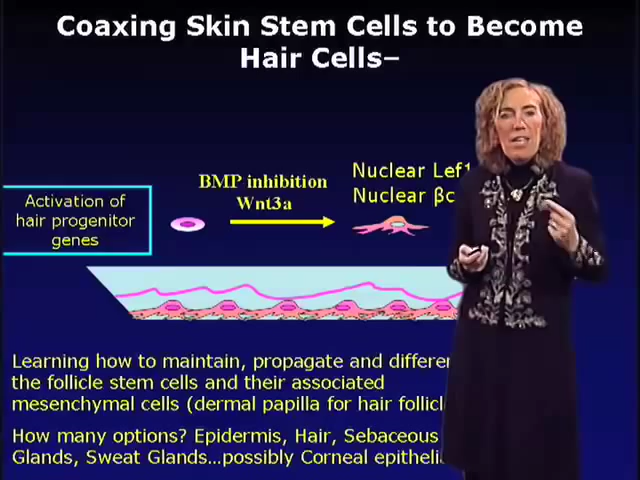 Coaxing Skin Stem Cells to Become
Hair Cells–
Activation of
hair progenitor
genes
BMP inhibition
Wnt3a
Nuclear Lef1
Nuclear βc
Learning how to maintain, propagate and differen
the follicle stem cells and their associated
mesenchymal cells (dermal papilla for hair follic
How many options? Epidermis, Hair, Sebaceous
Glands, Sweat Glands…possibly Corneal epitheli